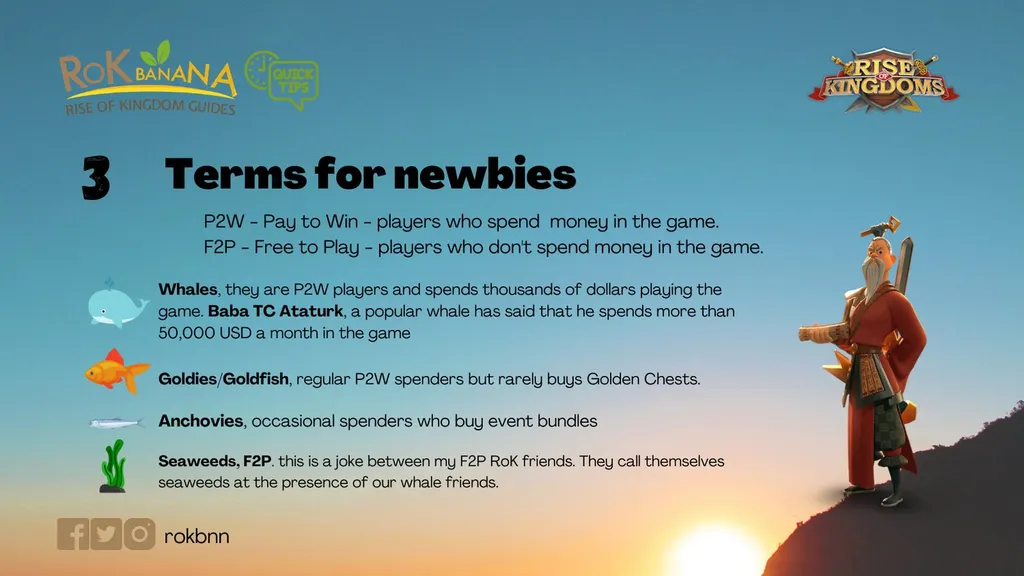 RoK BANANA
RISE OF KINGDOM GUIDES
QUICK
TIPS
RISE
OF
KINGDOMS
3 Terms for newbies
P2W - Pay to Win - players who spend  money in the game.
F2P - Free to Play - players who don't spend money in the game.
Whales, they are P2W players and spends thousands of dollars playing the
game. Baba TC Ataturk, a popular whale has said that he spends more than
50,000 USD a month in the game
Goldies/Goldfish, regular P2W spenders but rarely buys Golden Chests.
Anchovies, occasional spenders who buy event bundles
Seaweeds, F2P. this is a joke between my F2P RoK friends. They call themselves
seaweeds at the presence of our whale friends.
rokbnn